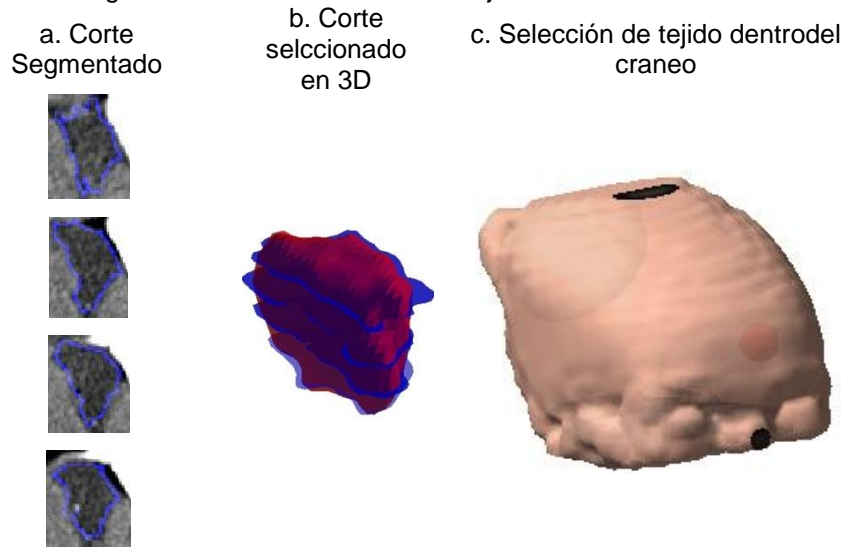 a. Corte
Segmentado
b. Corte
selccionado
en 3D
c. Selección de tejido dentrodel
craneo